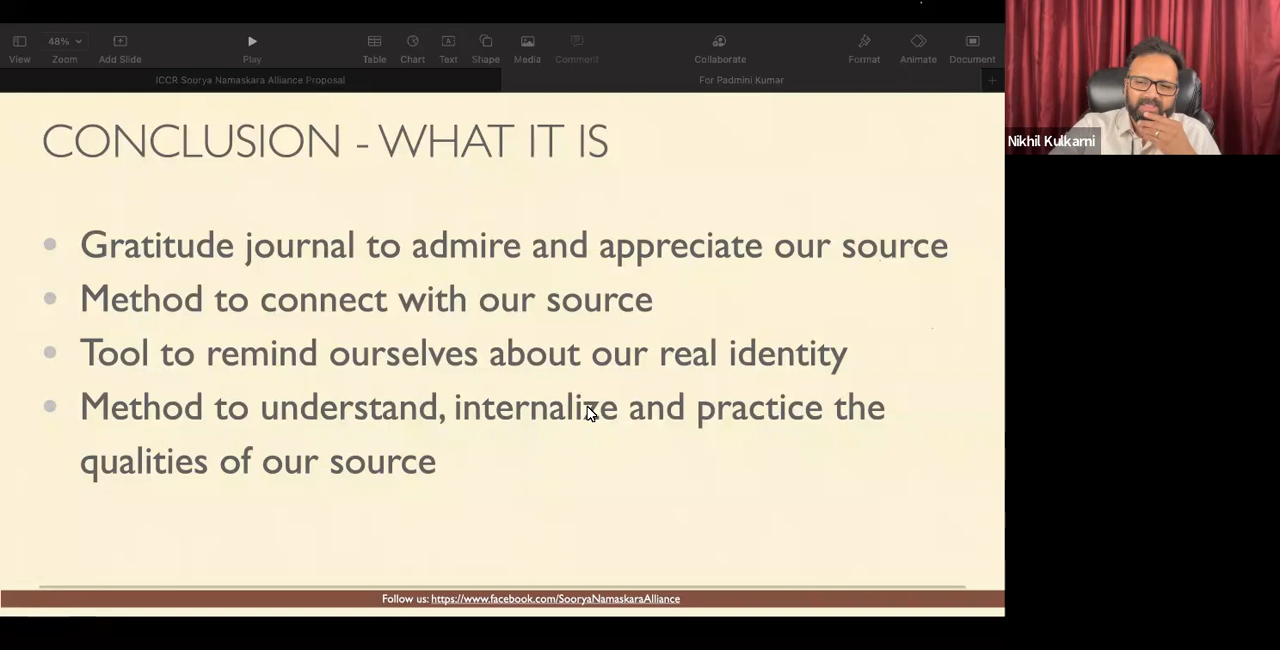 View
48%
Zoom
Add Slide
Play
Table
Chart
Text
Shape
Media
Comment
Collaborate
Format
Animate
Document
ICCR Soorya Namaskara Alliance Proposal
For Padmini Kumar
CONCLUSION - WHAT IT IS
• Gratitude journal to admire and appreciate our source
• Method to connect with our source
• Tool to remind ourselves about our real identity
• Method to understand, internalize and practice the
qualities of our source
Follow us: https://www.facebook.com/SooryaNamaskaraAlliance
Nikhil Kulkarni